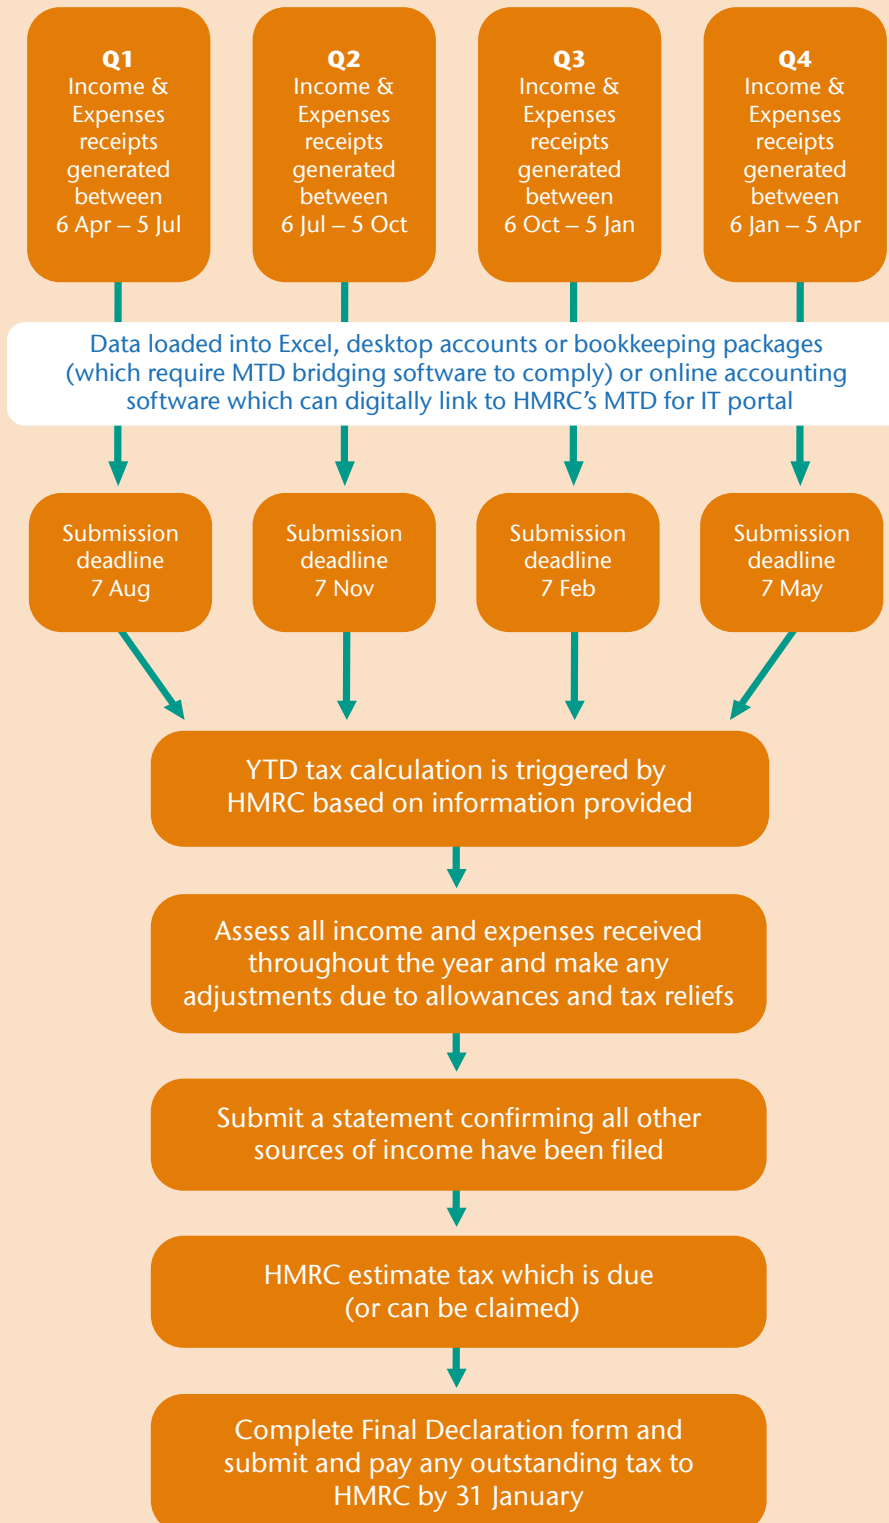 Q1
Income &
Expenses
receipts
generated
between
6 Apr – 5 Jul
Q2
Income &
Expenses
receipts
generated
between
6 Jul – 5 Oct
Q3
Income &
Expenses
receipts
generated
between
6 Oct – 5 Jan
Q4
Income &
Expenses
receipts
generated
between
6 Jan – 5 Apr
Data loaded into Excel, desktop accounts or bookkeeping packages
(which require MTD bridging software to comply) or online accounting
software which can digitally link to HMRC’s MTD for IT portal
Submission
deadline
7 Aug
Submission
deadline
7 Nov
Submission
deadline
7 Feb
Submission
deadline
7 May
YTD tax calculation is triggered by
HMRC based on information provided
Assess all income and expenses received
throughout the year and make any
adjustments due to allowances and tax reliefs
Submit a statement confirming all other
sources of income have been filed
HMRC estimate tax which is due
(or can be claimed)
Complete Final Declaration form and
submit and pay any outstanding tax to
HMRC by 31 January